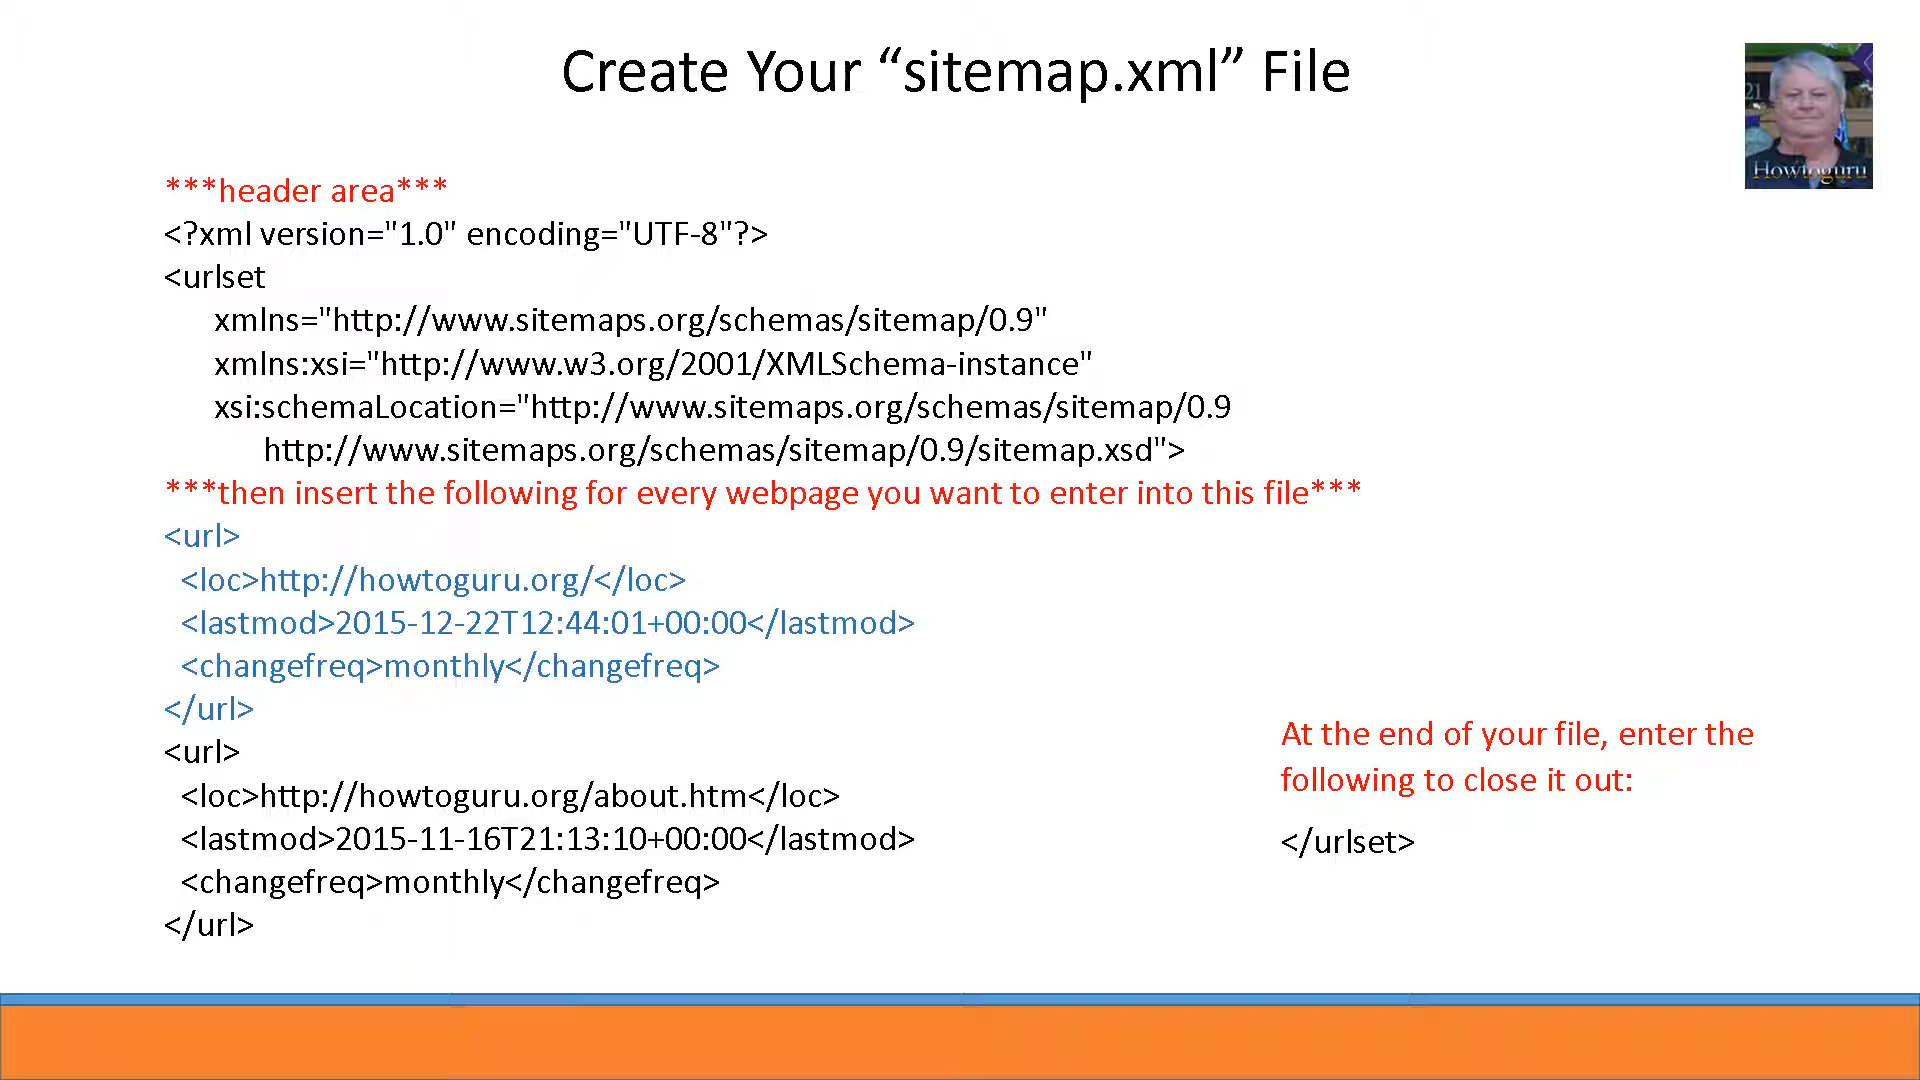 Create Your “sitemap.xml” File
Howtoguru
***header area***
<?xml version="1.0" encoding="UTF-8"?>
<urlset
xmlns="http://www.sitemaps.org/schemas/sitemap/0.9"
xmlns:xsi="http://www.w3.org/2001/XMLSchema-instance"
xsi:schemaLocation="http://www.sitemaps.org/schemas/sitemap/0.9
http://www.sitemaps.org/schemas/sitemap/0.9/sitemap.xsd">
***then insert the following for every webpage you want to enter into this file***
<url>
<loc>http://howtoguru.org/</loc>
<lastmod>2015-12-22T12:44:01+00:00</lastmod>
<changefreq>monthly</changefreq>
</url>
<url>
<loc>http://howtoguru.org/about.htm</loc>
<lastmod>2015-11-16T21:13:10+00:00</lastmod>
<changefreq>monthly</changefreq>
</url>
At the end of your file, enter the
following to close it out:
</urlset>
21